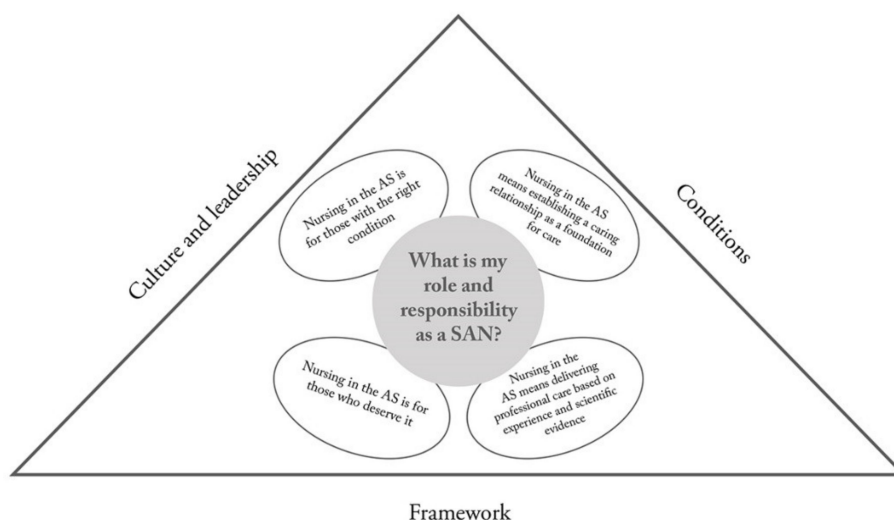 Culture and leadership
Conditions
Nursing in the AS is
for those with the right
condition
Nursing in the AS
means establishing a caring
relationship as a foundation
for care
What is my
role and
responsibility
as a SAN?
Nursing in the AS is for
those who deserve it
Nursing in the
AS means delivering
professional care based on
experience and scientific
evidence
Framework